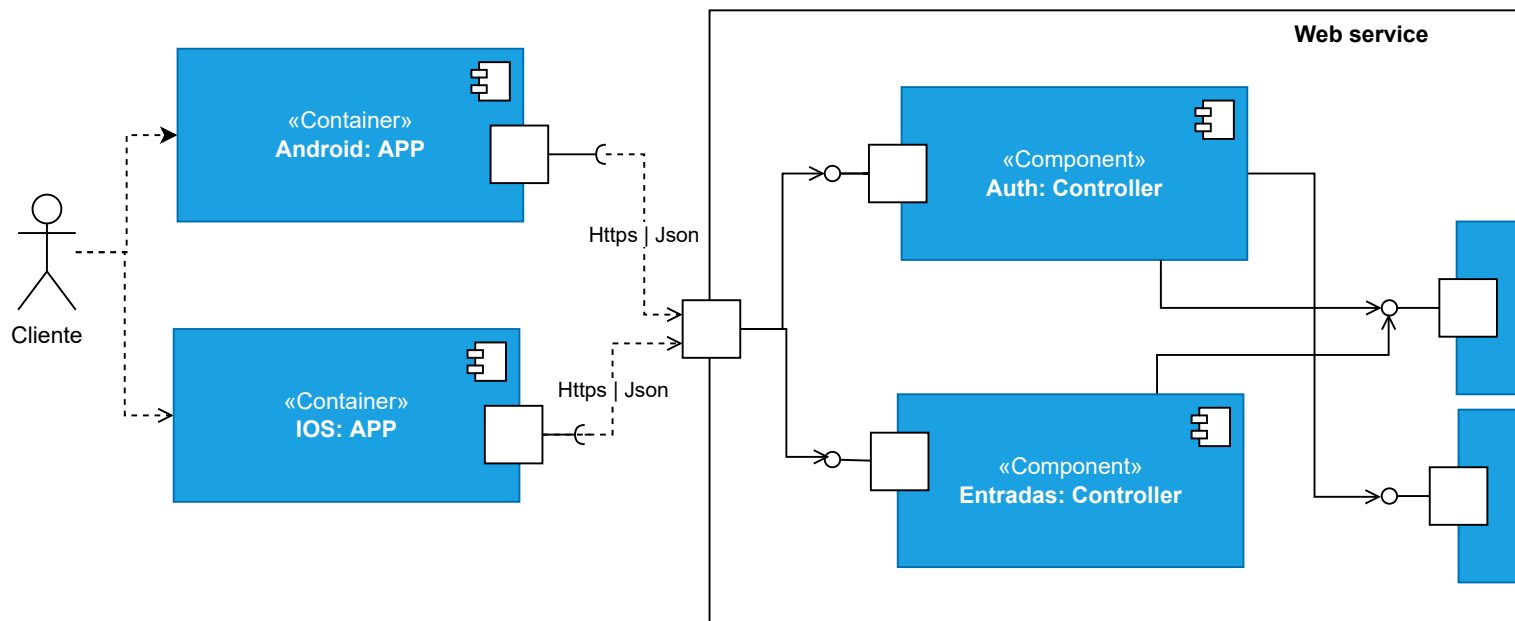 Web service
«Container»
Android: APP
«Component»
Auth: Controller
Https | Json
Cliente
«Container»
IOS: APP
Https | Json
«Component»
Entradas: Controller